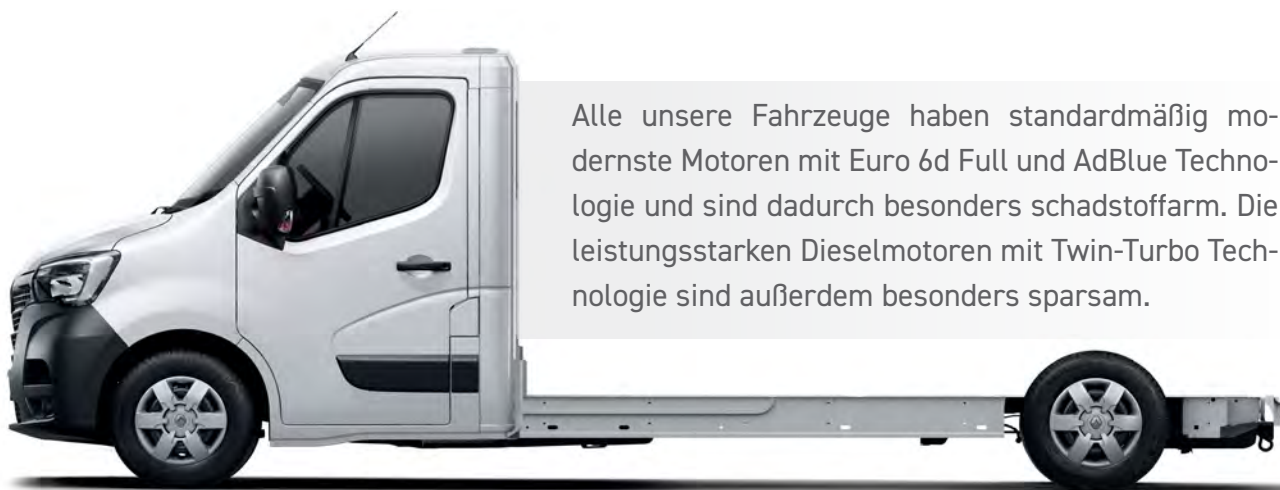 Alle unsere Fahrzeuge haben standardmäßig mo-
dernste Motoren mit Euro 6d Full und AdBlue Techno-
logie und sind dadurch besonders schadstoffarm. Die
leistungsstarken Dieselmotoren mit Twin-Turbo Tech-
nologie sind außerdem besonders sparsam.